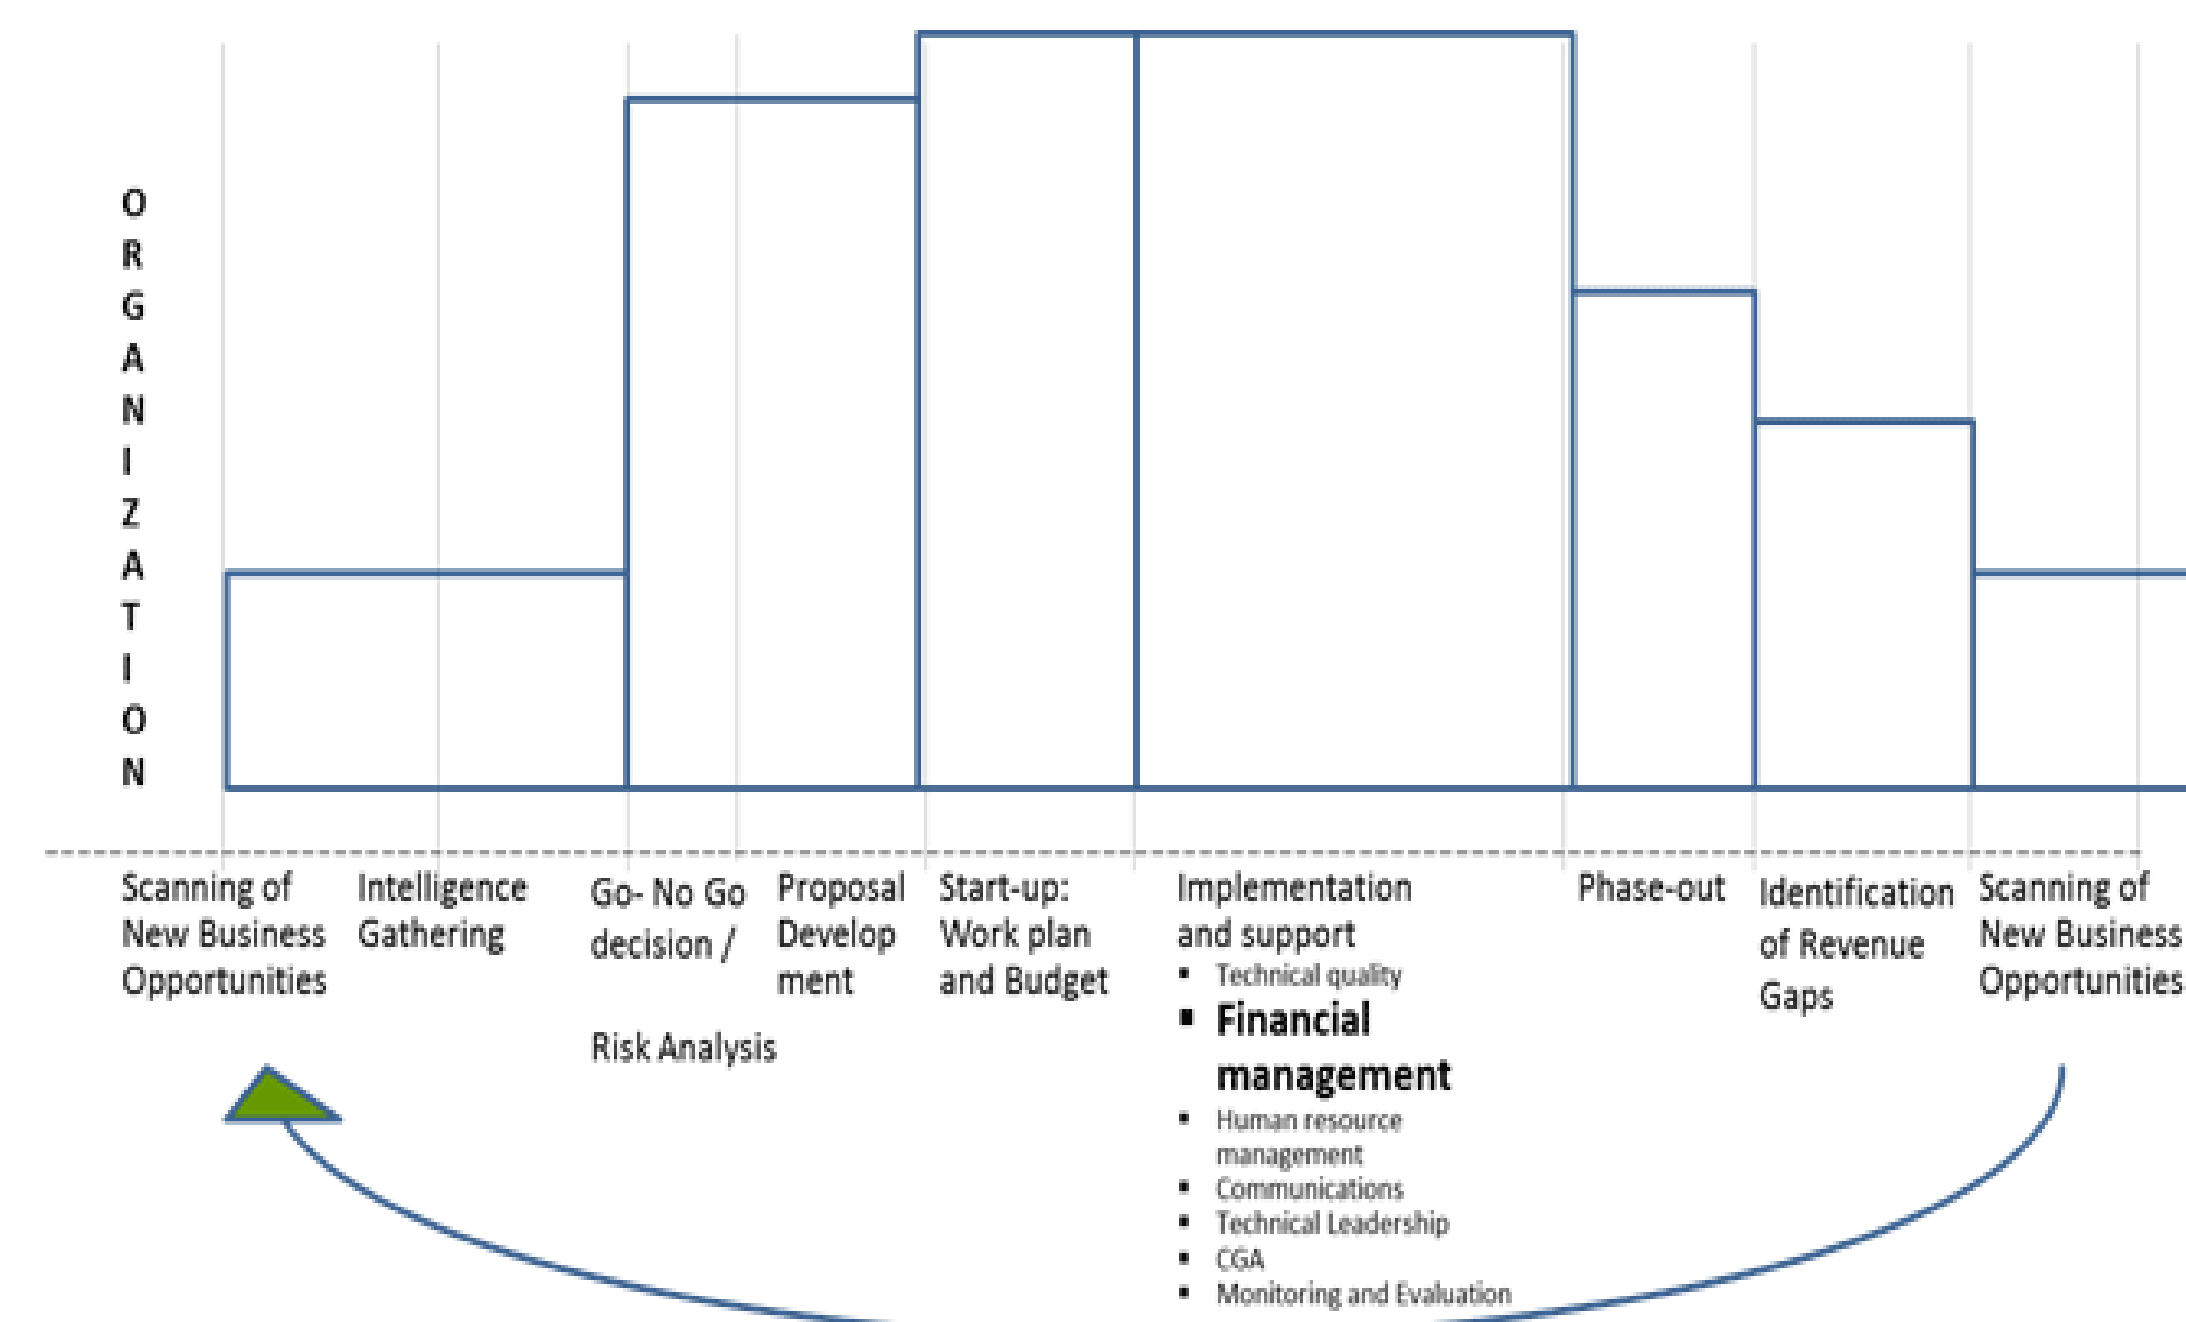 O
R
G
A
N
I
Z
A
T
I
O
N
Scanning of
New Business
Opportunities
Intelligence
Gathering
Go- No Go
decision /
Risk Analysis
Proposal
Develop
ment
Start-up:
Work plan
and Budget
Implementation
and support
▪ Technical quality
▪ Financial
management
▪ Human resource
management
▪ Communications
▪ Technical Leadership
▪ CGA
▪ Monitoring and Evaluation
Phase-out
Identification
of Revenue
Gaps
Scanning of
New Business
Opportunities